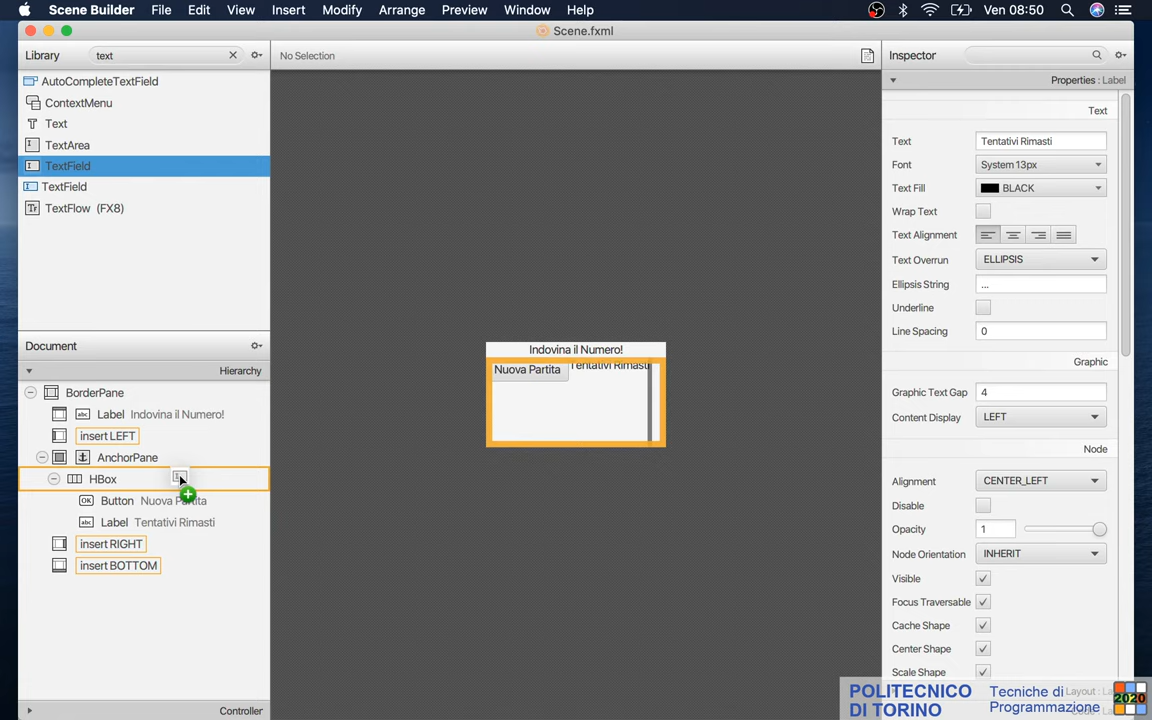 Scene Builder File Edit View Insert Modify Arrange Preview Window Help Ven 08:50
Scene.fxml
Library text No Selection Inspector
AutoCompleteTextField
ContextMenu
Text
TextArea
TextField
TextField
TextFlow (FX8)
Document
Hierarchy
BorderPane
Label Indovina il Numero!
insert LEFT
AnchorPane
HBox
Button Nuova Partita
Label Tentativi Rimasti
insert RIGHT
insert BOTTOM
Controller
Indovina il Numero!
Nuova Partita Tentativi Rimasti
Properties : Label
Text
Text Tentativi Rimasti
Font System 13px
Text Fill BLACK
Wrap Text
Text Alignment
Text Overrun ELLIPSIS
Ellipsis String ...
Underline
Line Spacing 0
Graphic
Graphic Text Gap 4
Content Display LEFT
Node
Alignment CENTER_LEFT
Disable
Opacity 1
Node Orientation INHERIT
Visible
Focus Traversable
Cache Shape
Center Shape
Scale Shape
Layout : La
POLITECNICO
DI TORINO
Tecniche di
Programmazione
2020